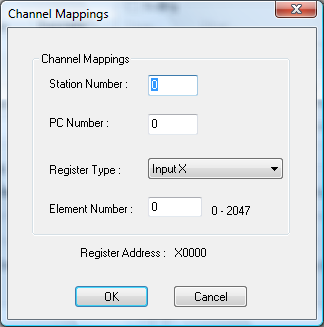 Channel Mappings
Channel Mappings
Station Number : 0
PC Number : 0
Register Type : Input X
Element Number : 0 0 - 2047
Register Address : X0000
OK Cancel